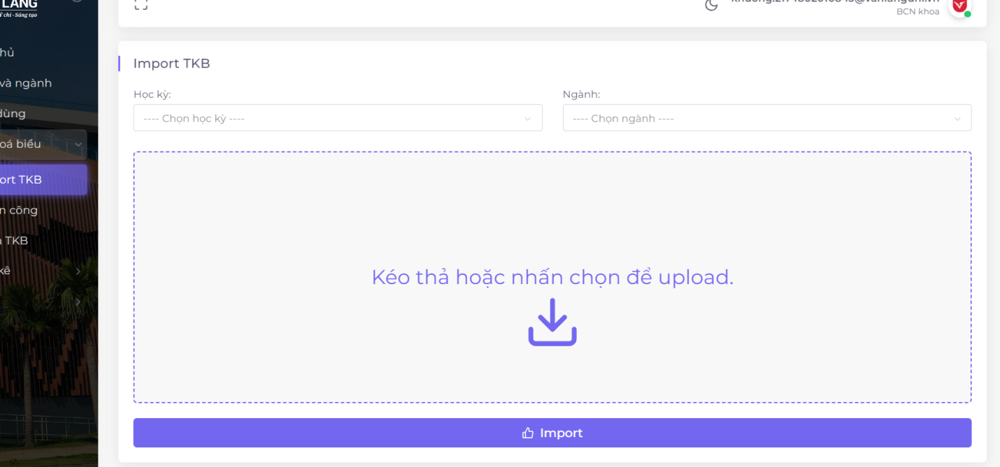 LANG
chí - Sáng tạo
BCN khoa
hủ
và ngành
dùng
oá biểu
ort TKB
n công
TKB
kê
Import TKB
Học kỳ:
Ngành:
---- Chọn học kỳ ----
---- Chọn ngành ----
Kéo thả hoặc nhấn chọn để upload.
Import